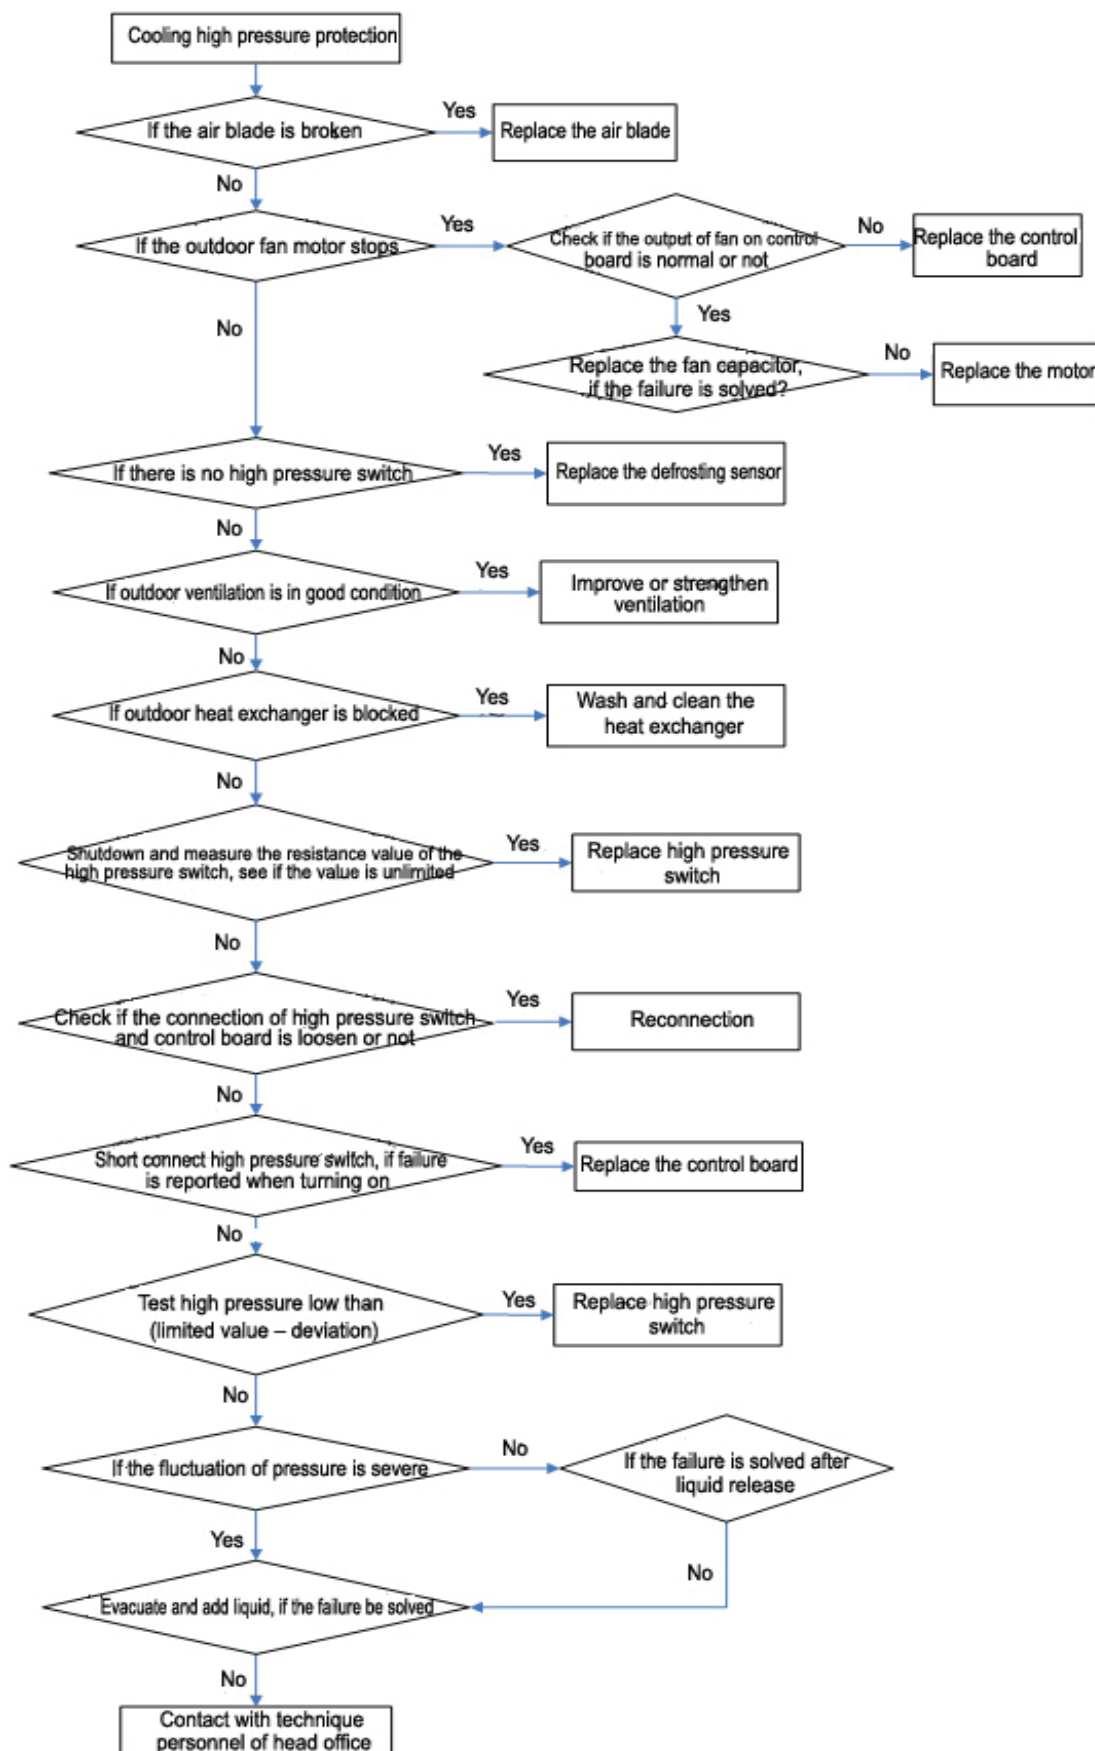 Cooling high pressure protection
Yes
If the air blade is broken
Replace the air blade
No
Yes
If the outdoor fan motor stops
Check if the output of fan on control
board is normal or not
No
Replace the control
board
No
Yes
Replace the fan capacitor,
if the failure is solved?
No
Replace the motor
Yes
If there is no high pressure switch
Replace the defrosting sensor
No
Yes
If outdoor ventilation is in good condition
Improve or strengthen
ventilation
No
Yes
If outdoor heat exchanger is blocked
Wash and clean the
heat exchanger
No
Yes
Shutdown and measure the resistance value of the
high pressure switch, see if the value is unlimited
Replace high pressure
switch
No
Yes
Check if the connection of high pressure switch
and control board is loosen or not
Reconnection
No
Yes
Short connect high pressure switch, if failure
is reported when turning on
Replace the control board
No
Yes
Test high pressure low than
(limited value – deviation)
Replace high pressure
switch
No
No
If the fluctuation of pressure is severe
If the failure is solved after
liquid release
Yes
No
Evacuate and add liquid, if the failure be solved
No
Contact with technique
personnel of head office